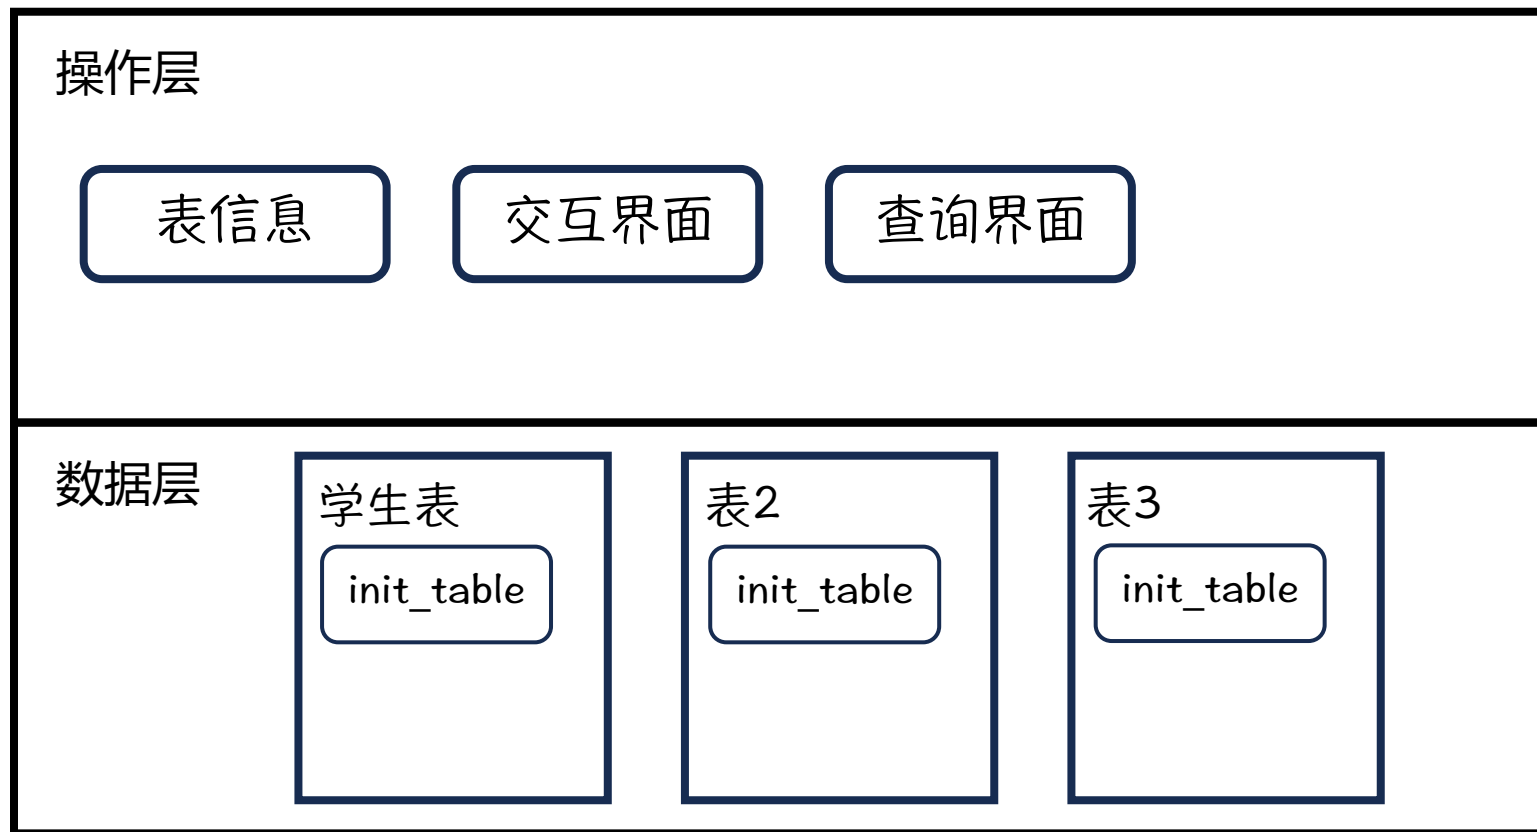 操作层
表信息
交互界面
查询界面
数据层
学生表
init_table
表2
init_table
表3
init_table